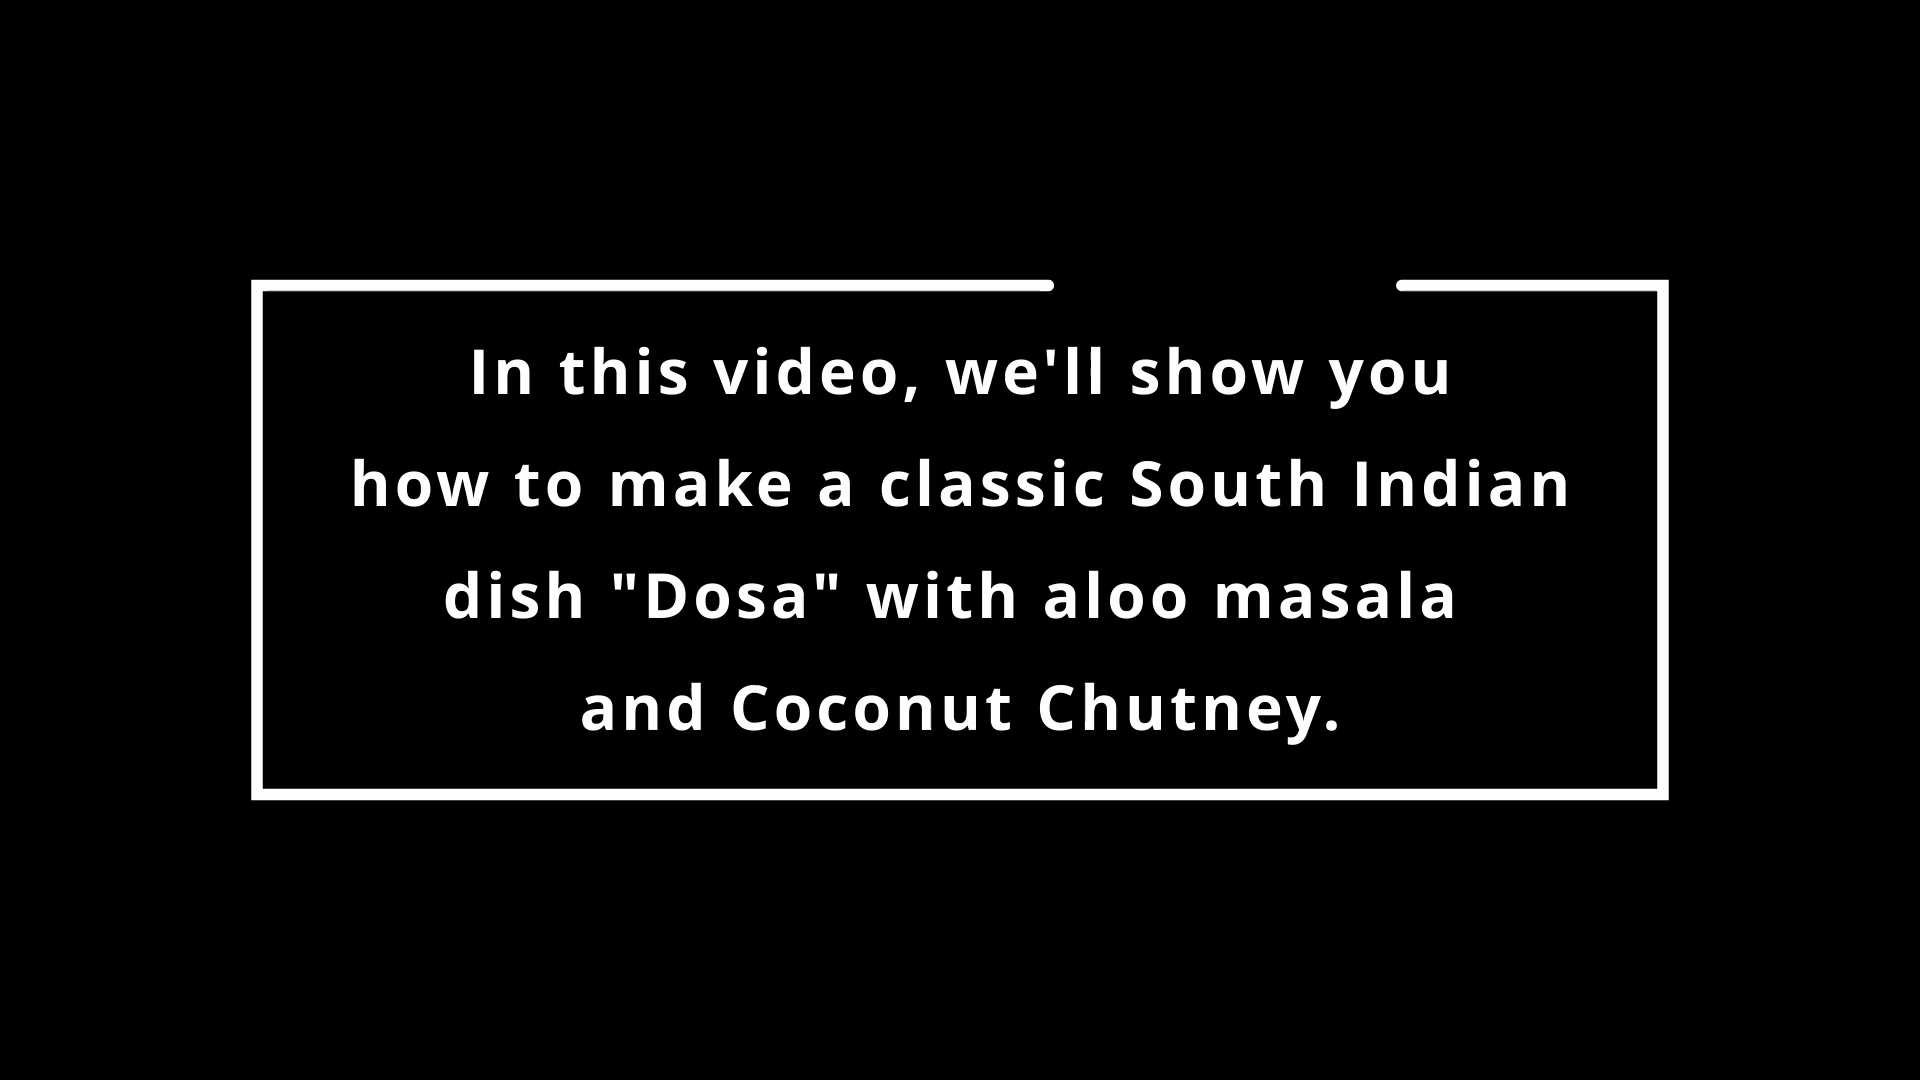 In this video, we'll show you
how to make a classic South Indian
dish "Dosa" with aloo masala
and Coconut Chutney.